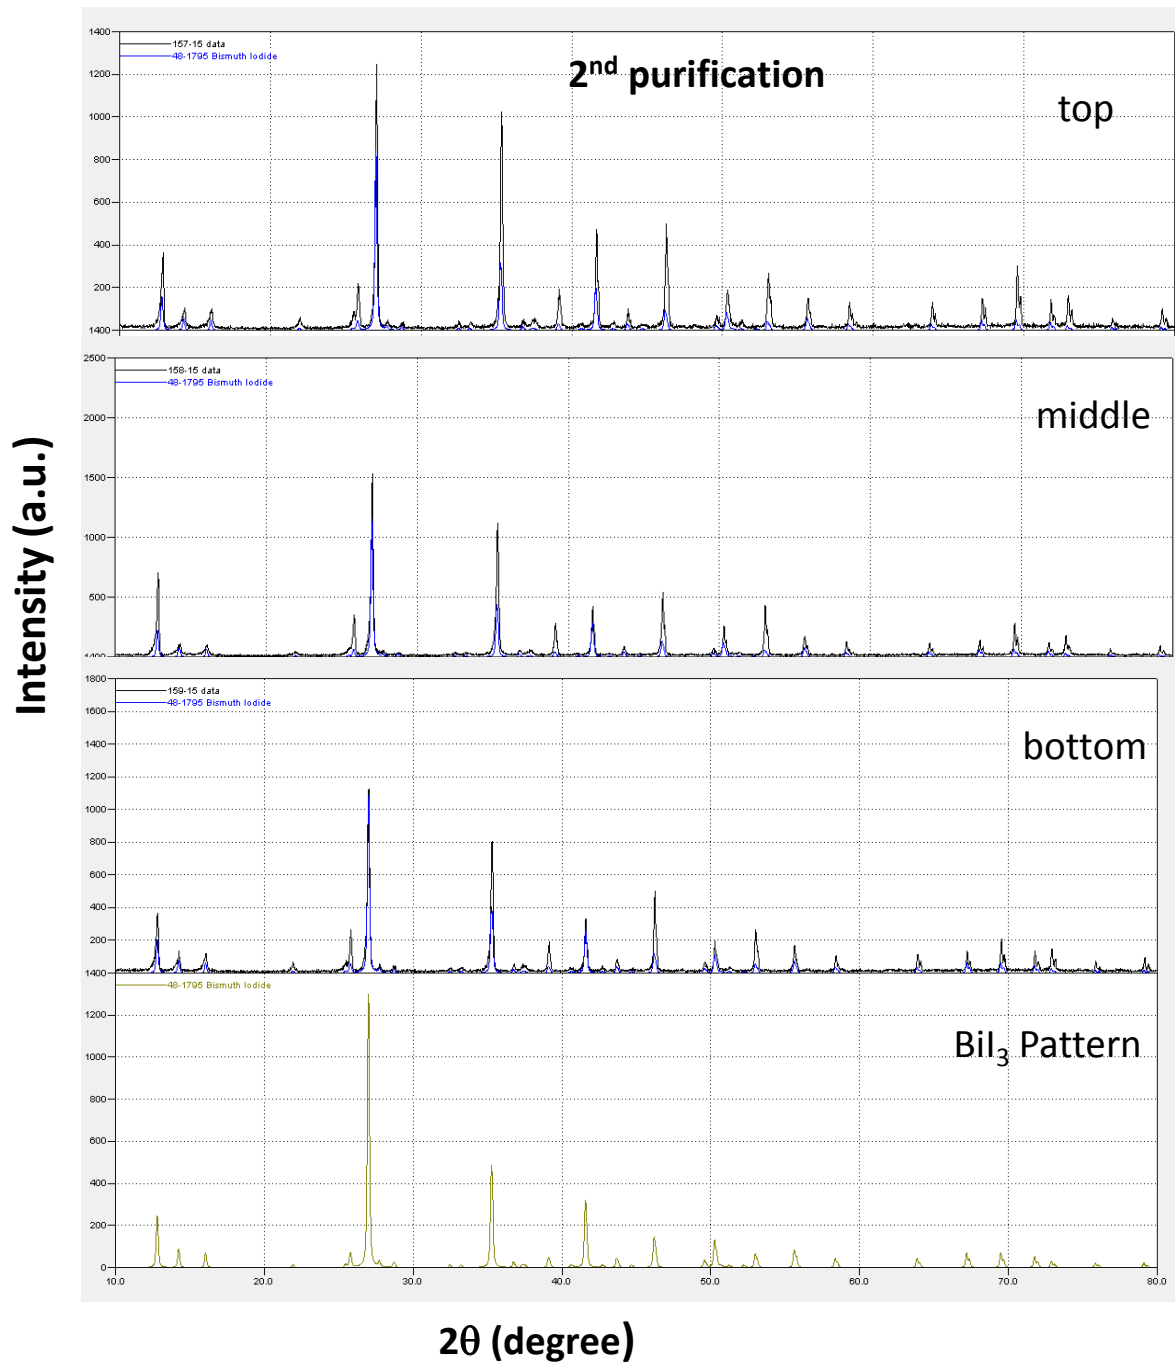 1400
157-15 data
48-1795 Bismuth Iodide
2nd purification
top
1200
1000
800
600
400
200
1400
2500
158-15 data
48-1795 Bismuth Iodide
middle
2000
1500
1000
500
1400
1800
159-15 data
48-1795 Bismuth Iodide
bottom
1600
1400
1200
1000
800
600
400
200
1400
48-1795 Bismuth Iodide
BiI3 Pattern
1200
1000
800
600
400
200
0
10.0 20.0 30.0 40.0 50.0 60.0 70.0 80.0
Intensity (a.u.)
2θ (degree)